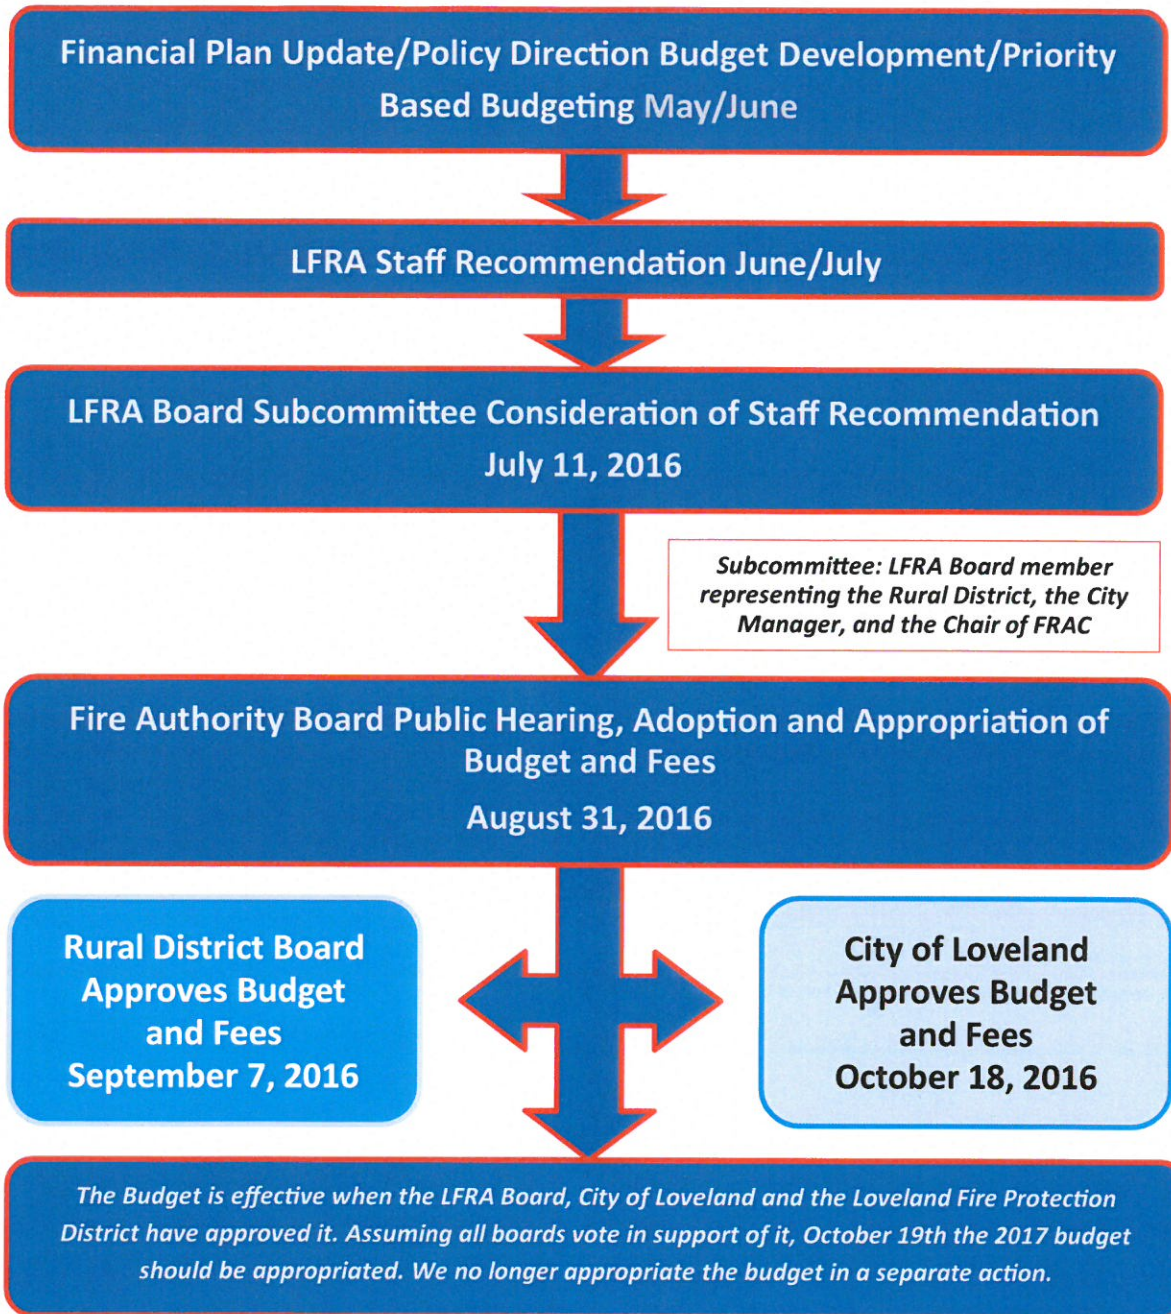 Financial Plan Update/Policy Direction Budget Development/Priority
Based Budgeting May/June
LFRA Staff Recommendation June/July
LFRA Board Subcommittee Consideration of Staff Recommendation
July 11, 2016
Subcommittee: LFRA Board member
representing the Rural District, the City
Manager, and the Chair of FRAC
Fire Authority Board Public Hearing, Adoption and Appropriation of
Budget and Fees
August 31, 2016
Rural District Board
Approves Budget
and Fees
September 7, 2016
City of Loveland
Approves Budget
and Fees
October 18, 2016
The Budget is effective when the LFRA Board, City of Loveland and the Loveland Fire Protection
District have approved it. Assuming all boards vote in support of it, October 19th the 2017 budget
should be appropriated. We no longer appropriate the budget in a separate action.